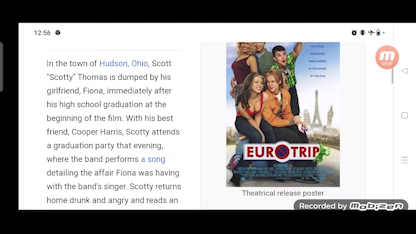 12:56
In the town of Hudson, Ohio, Scott
"Scotty" Thomas is dumped by his
girlfriend, Fiona, immediately after
his high school graduation at the
beginning of the film. With his best
friend, Cooper Harris, Scotty attends
a graduation party that evening,
where the band performs a song
detailing the affair Fiona was having
with the band's singer. Scotty returns
home drunk and angry and reads an
EUROTRIP
Theatrical release poster
Recorded by Mobizen